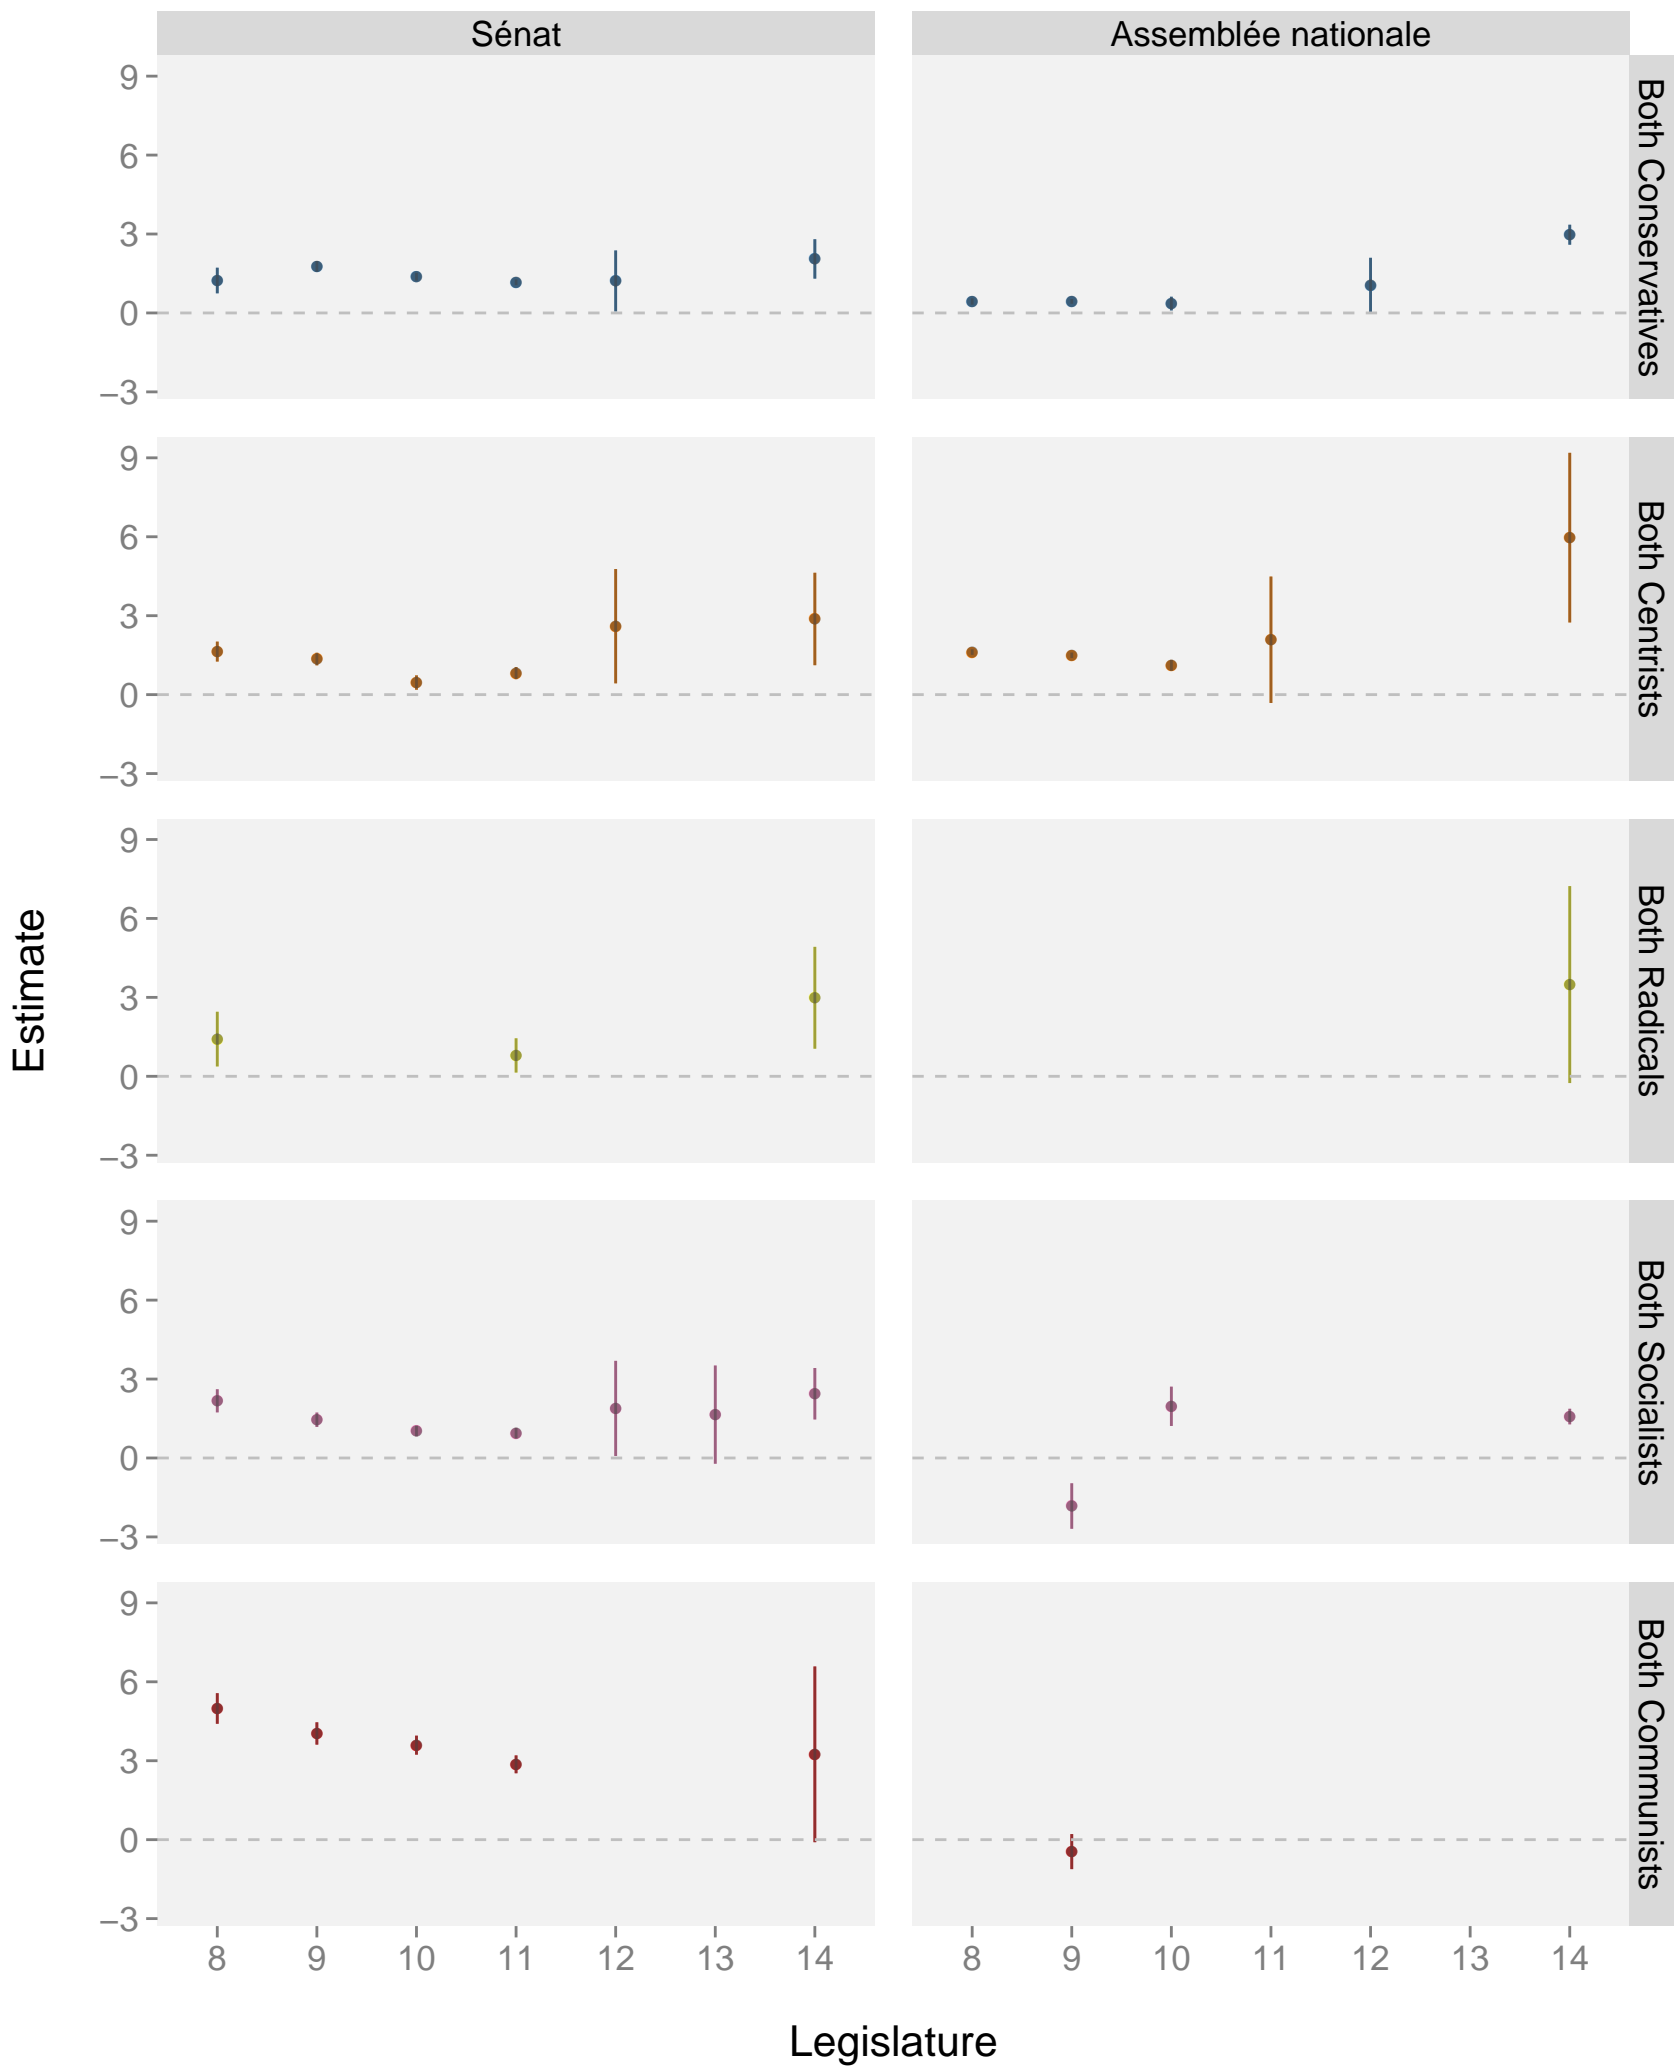 Sénat
Assemblée nationale
9
6
3
0
−3
Both Conservatives
9
6
3
0
−3
Both Centrists
9
6
3
0
−3
Both Radicals
Estimate
9
6
3
0
−3
Both Socialists
9
6
3
0
−3
Both Communists
8 9 10 11 12 13 14
8 9 10 11 12 13 14
Legislature